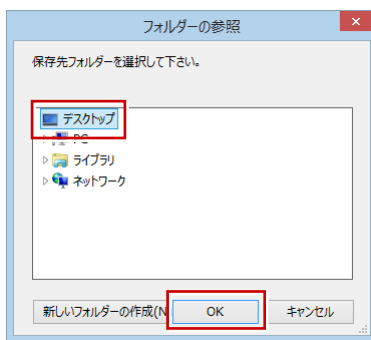 フォルダーの参照
保存先フォルダーを選択して下さい。
デスクトップ
PC
ライブラリ
ネットワーク
新しいフォルダーの作成(N
OK
キャンセル